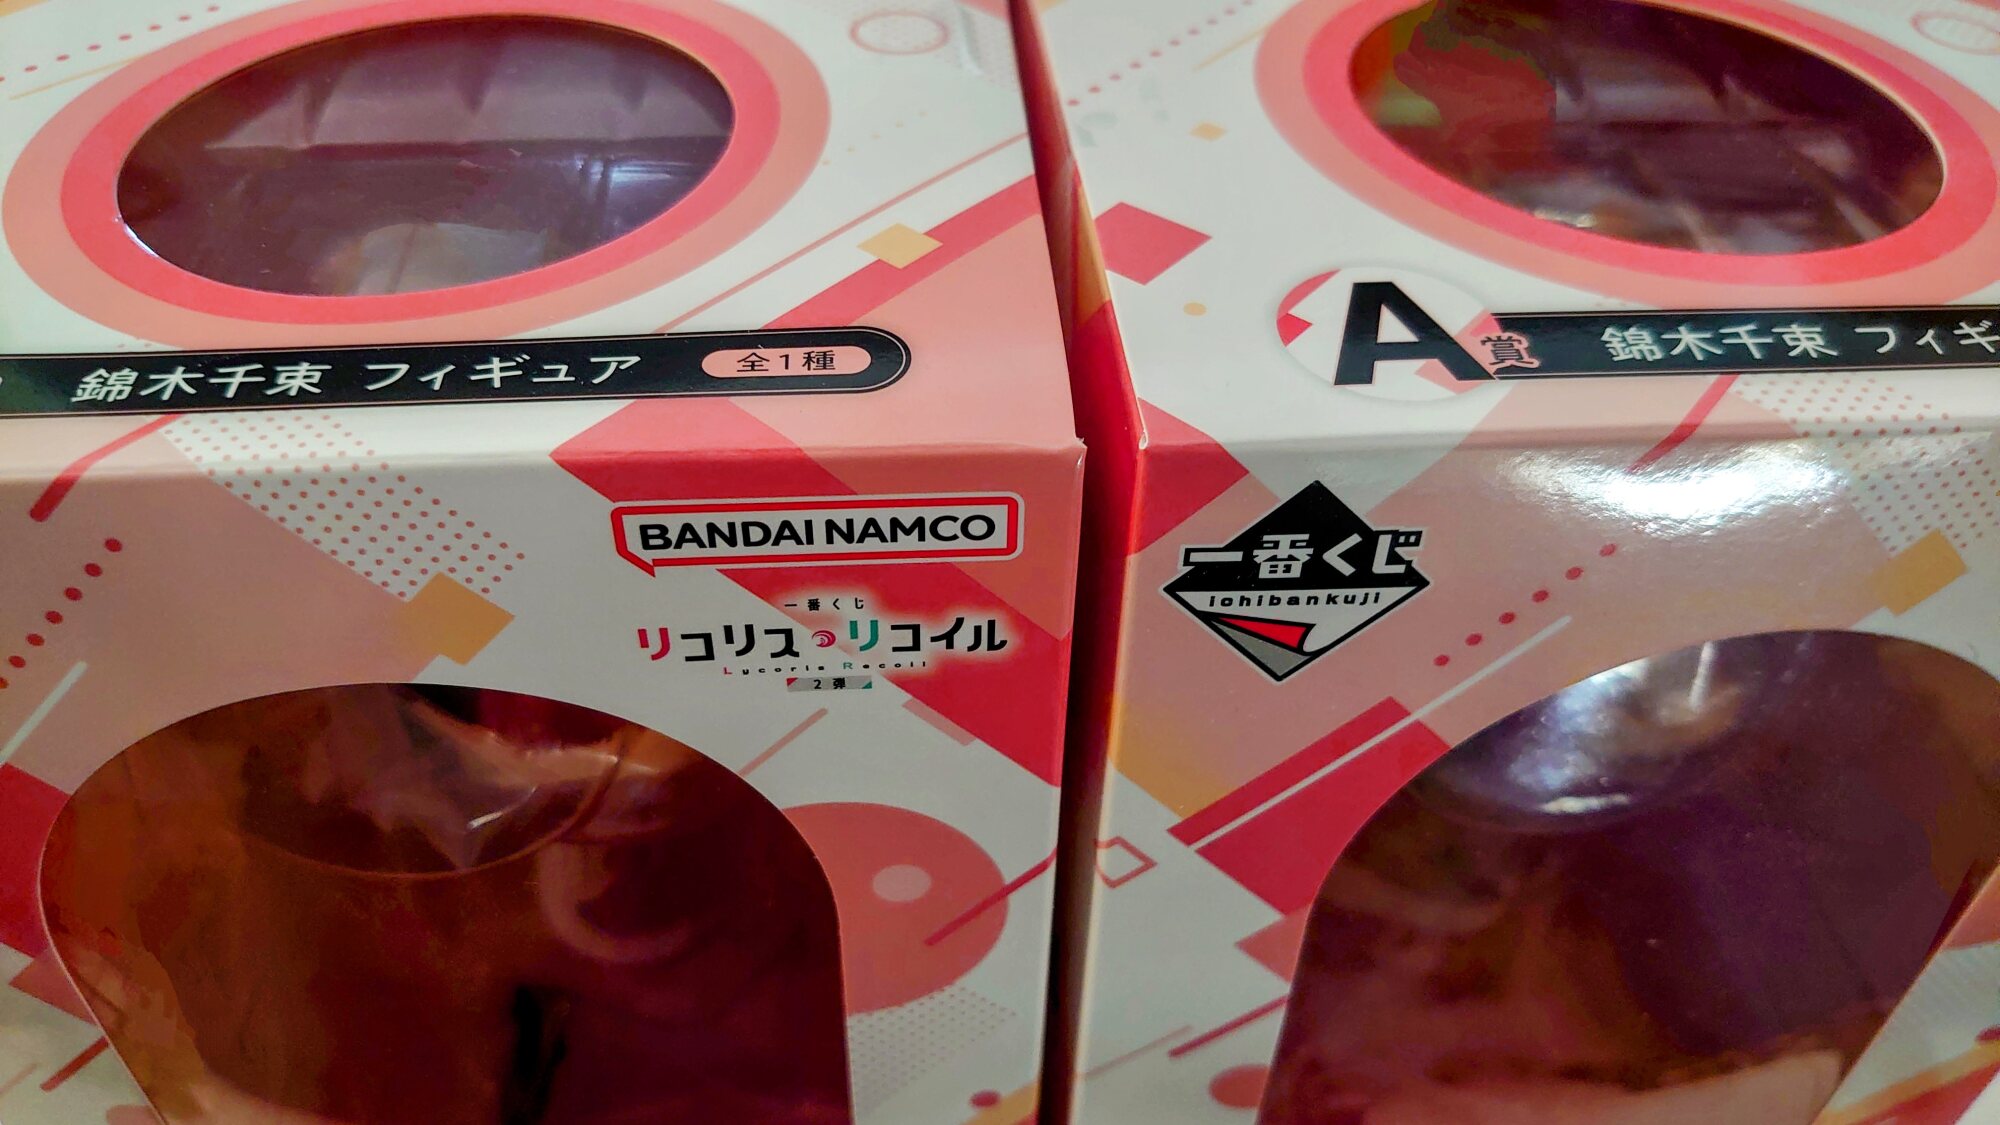 錦木千束 フィギュア 全1種
BANDAI NAMCO
一番くじ
リコリス リコイル
Lycoris Recoil
2弾
A賞 錦木千束 フィギ
一番くじ
ichibankuji